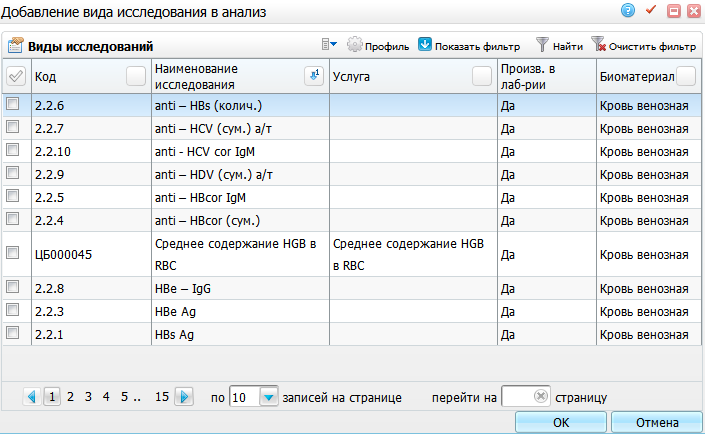 Добавление вида исследования в анализ
Виды исследований Профиль Показать фильтр Найти Очистить фильтр
Код Наименование исследования Услуга Произв. в лаб-рии Биоматериал
2.2.6 anti – HBs (колич.) Да Кровь венозная
2.2.7 anti – HCV (сум.) а/т Да Кровь венозная
2.2.10 anti - HCV cor IgM Да Кровь венозная
2.2.9 anti – HDV (сум.) а/т Да Кровь венозная
2.2.5 anti – HBcor IgM Да Кровь венозная
2.2.4 anti – HBcor (сум.) Да Кровь венозная
ЦБ000045 Среднее содержание HGB в RBC Среднее содержание HGB в RBC Да Кровь венозная
2.2.8 HBe – IgG Да Кровь венозная
2.2.3 HBe Ag Да Кровь венозная
2.2.1 HBs Ag Да Кровь венозная
1 2 3 4 5 .. 15 по 10 записей на странице перейти на страницу
OK Отмена